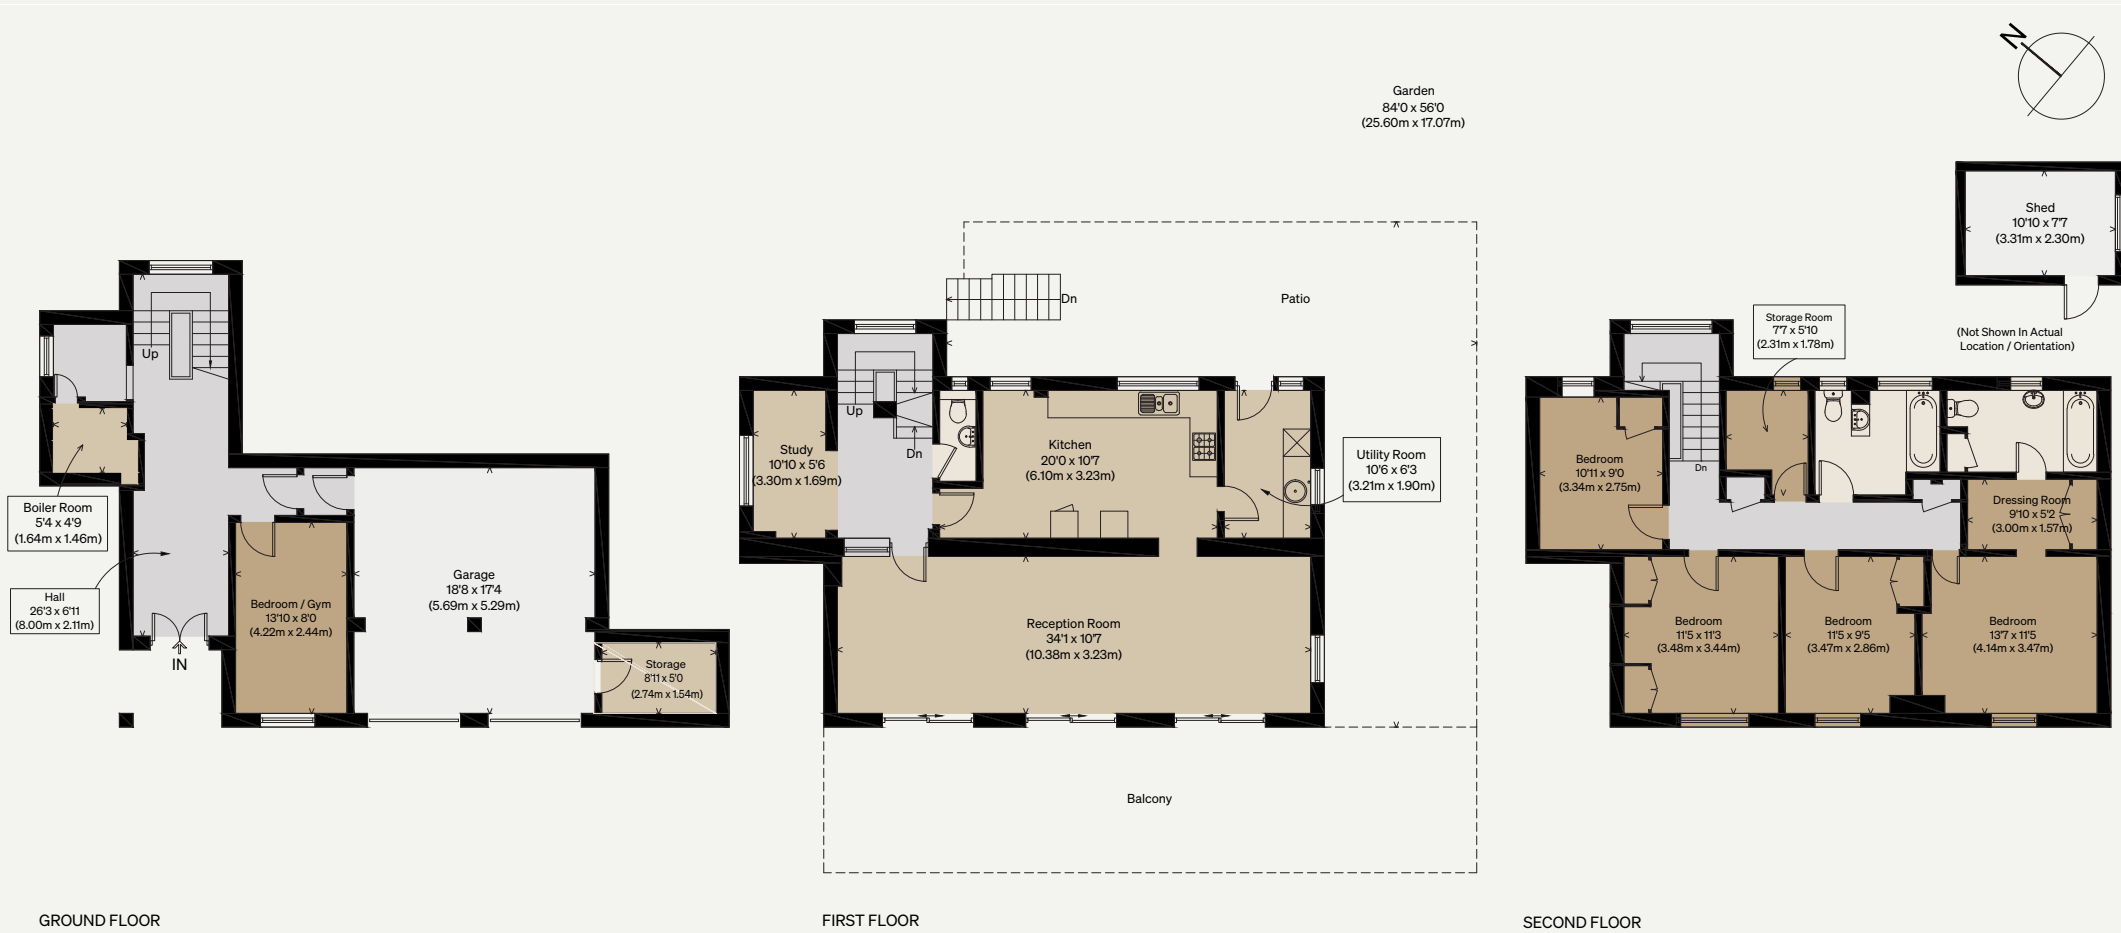 N
Garden
84'0 x 56'0
(25.60m x 17.07m)
Shed
10'10 x 7'7
(3.31m x 2.30m)
(Not Shown In Actual
Location / Orientation)
Up
Boiler Room
5'4 x 4'9
(1.64m x 1.46m)
Hall
26'3 x 6'11
(8.00m x 2.11m)
IN
Bedroom / Gym
13'10 x 8'0
(4.22m x 2.44m)
Garage
18'8 x 17'4
(5.69m x 5.29m)
Storage
8'11 x 5'0
(2.74m x 1.54m)
GROUND FLOOR
Dn
Patio
Up
Dn
Study
10'10 x 5'6
(3.30m x 1.69m)
Kitchen
20'0 x 10'7
(6.10m x 3.23m)
Utility Room
10'6 x 6'3
(3.21m x 1.90m)
Reception Room
34'1 x 10'7
(10.38m x 3.23m)
Balcony
FIRST FLOOR
Storage Room
7'7 x 5'10
(2.31m x 1.78m)
Bedroom
10'11 x 9'0
(3.34m x 2.75m)
Dn
Dressing Room
9'10 x 5'2
(3.00m x 1.57m)
Bedroom
11'5 x 11'3
(3.48m x 3.44m)
Bedroom
11'5 x 9'5
(3.47m x 2.86m)
Bedroom
13'7 x 11'5
(4.14m x 3.47m)
SECOND FLOOR